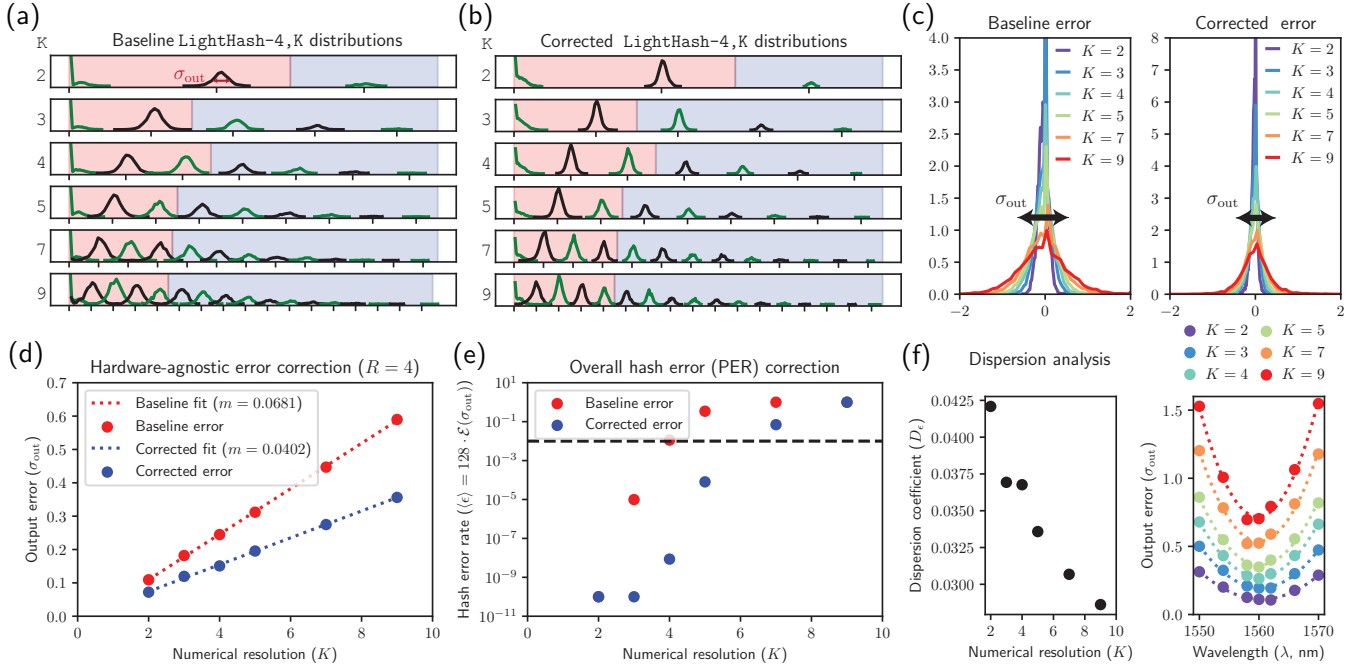 (a)
K
Baseline LightHash-4,K distributions
2
σout
3
4
5
7
9
(b)
K
Corrected LightHash-4,K distributions
2
3
4
5
7
9
(c)
Baseline error
4.0
3.5
3.0
2.5
2.0
1.5
1.0
0.5
0.0
K = 2
K = 3
K = 4
K = 5
K = 7
K = 9
σout
−2
0
2
Corrected error
8
7
6
5
4
3
2
1
0
K = 2
K = 3
K = 4
K = 5
K = 7
K = 9
σout
−2
0
2
(d)
Hardware-agnostic error correction (R = 4)
Output error (σout)
0.7
0.6
0.5
0.4
0.3
0.2
0.1
0.0
Baseline fit (m = 0.0681)
Baseline error
Corrected fit (m = 0.0402)
Corrected error
0
2
4
6
8
10
Numerical resolution (K)
(e)
Overall hash error (PER) correction
Hash error rate (⟨ϵ⟩ = 128 · ℰ(σout))
10¹
10⁻¹
10⁻³
10⁻⁵
10⁻⁷
10⁻⁹
10⁻¹¹
Baseline error
Corrected error
0
2
4
6
8
10
Numerical resolution (K)
(f)
Dispersion analysis
Dispersion coefficient (Dϵ)
0.0425
0.0400
0.0375
0.0350
0.0325
0.0300
2
4
6
8
10
Numerical resolution (K)
K = 2
K = 3
K = 4
K = 5
K = 7
K = 9
Output error (σout)
1.5
1.0
0.5
0.0
1550
1560
1570
Wavelength (λ, nm)